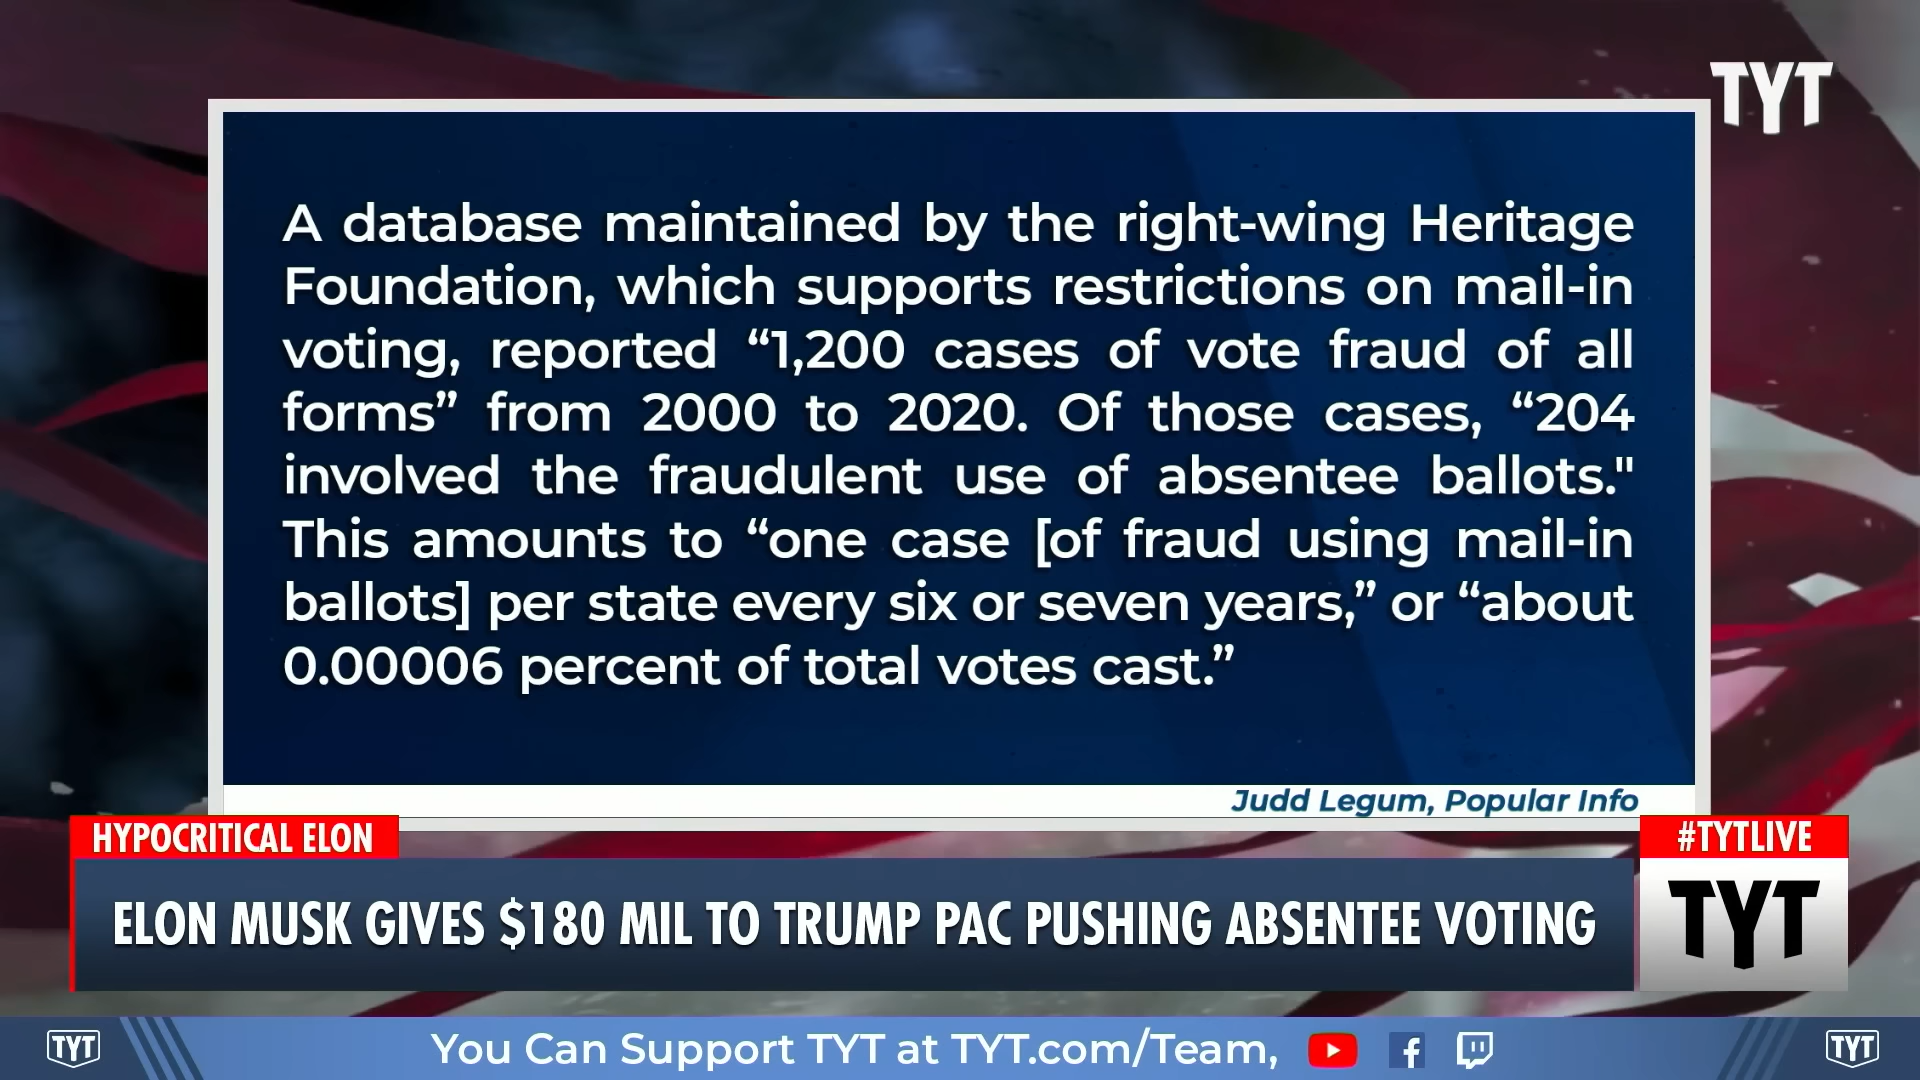 TYT
A database maintained by the right-wing Heritage
Foundation, which supports restrictions on mail-in
voting, reported “1,200 cases of vote fraud of all
forms” from 2000 to 2020. Of those cases, “204
involved the fraudulent use of absentee ballots."
This amounts to “one case [of fraud using mail-in
ballots] per state every six or seven years,” or “about
0.00006 percent of total votes cast.”
Judd Legum, Popular Info
HYPOCRITICAL ELON
#TYTLIVE
ELON MUSK GIVES $180 MIL TO TRUMP PAC PUSHING ABSENTEE VOTING
TYT
TYT
You Can Support TYT at TYT.com/Team,
TYT